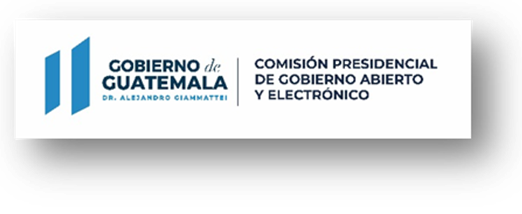 GOBIERNO de
GUATEMALA
DR. ALEJANDRO GIAMMATTEI
COMISIÓN PRESIDENCIAL
DE GOBIERNO ABIERTO
Y ELECTRÓNICO